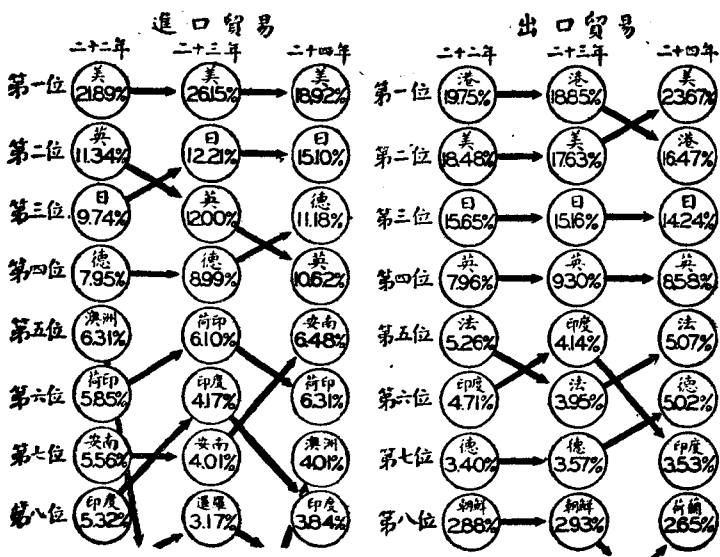 進口貿易
二十二年 二十三年 二十四年
第一位 美 21.89% 美 26.15% 美 18.92%
第二位 英 11.34% 日 12.21% 日 15.10%
第三位 日 9.74% 英 12.00% 德 11.18%
第四位 德 7.95% 德 8.99% 英 10.62%
第五位 澳洲 6.31% 荷印 6.10% 安南 6.48%
第六位 荷印 5.85% 印度 4.17% 荷印 6.31%
第七位 安南 5.56% 安南 4.01% 澳洲 4.01%
第八位 印度 5.32% 暹羅 3.17% 印度 3.84%
出口貿易
二十二年 二十三年 二十四年
第一位 港 19.75% 港 18.85% 美 23.67%
第二位 美 18.48% 美 17.63% 港 16.47%
第三位 日 15.65% 日 15.16% 日 14.24%
第四位 英 7.96% 英 9.30% 英 8.58%
第五位 法 5.26% 印度 4.14% 法 5.07%
第六位 印度 4.71% 法 3.95% 德 5.02%
第七位 德 3.40% 德 3.57% 印度 3.53%
第八位 朝鮮 2.88% 朝鮮 2.93% 荷蘭 2.65%